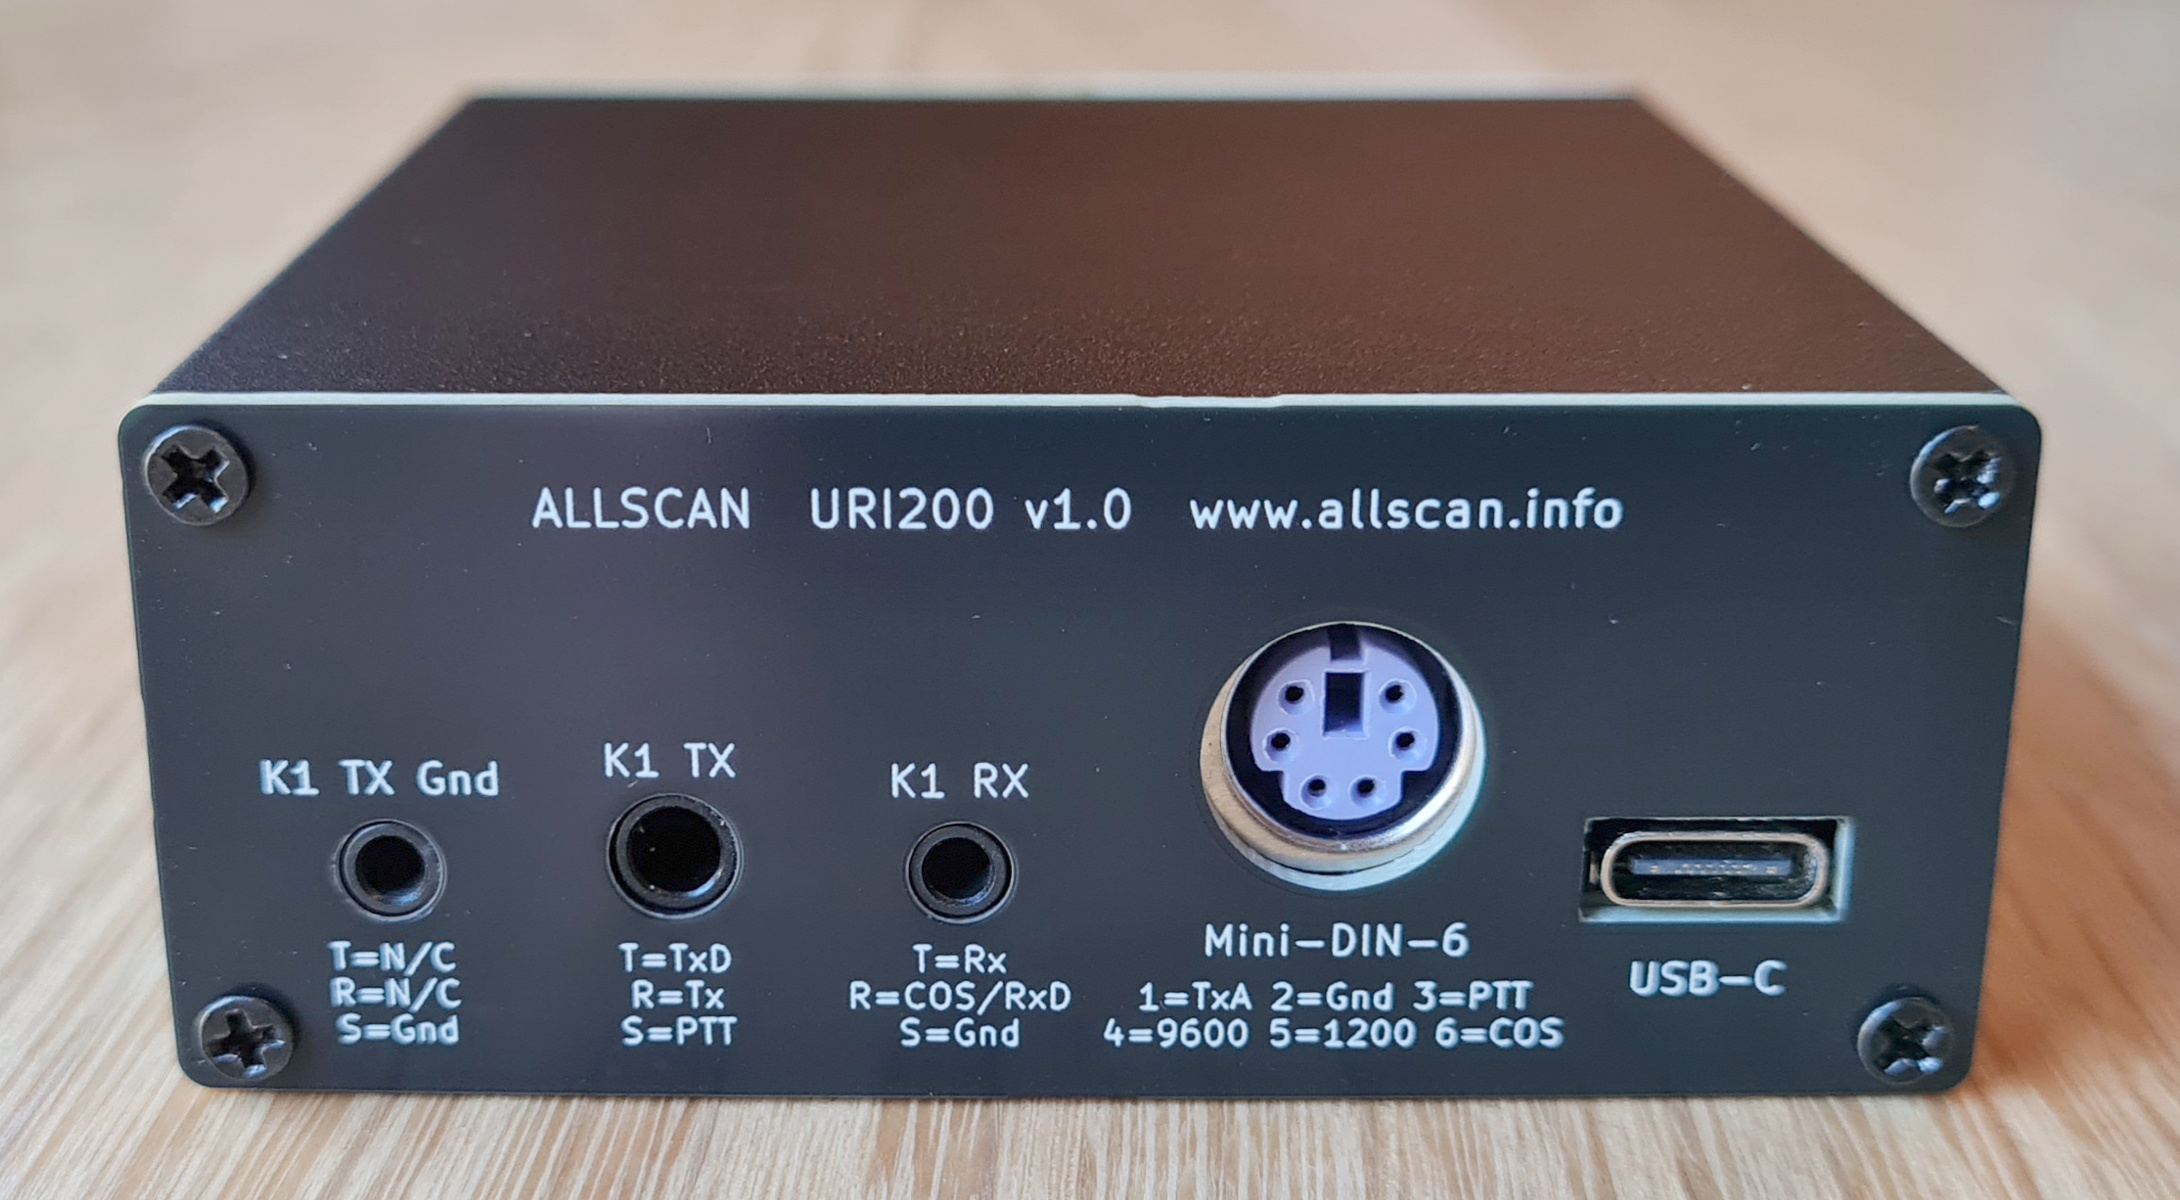 ALLSCAN URI200 v1.0 www.allscan.info
K1 TX Gnd
T=N/C
R=N/C
S=Gnd
K1 TX
T=TxD
R=Tx
S=PTT
K1 RX
T=Rx
R=COS/RxD
S=Gnd
Mini-DIN-6
1=TxA 2=Gnd 3=PTT
4=9600 5=1200 6=COS
USB-C